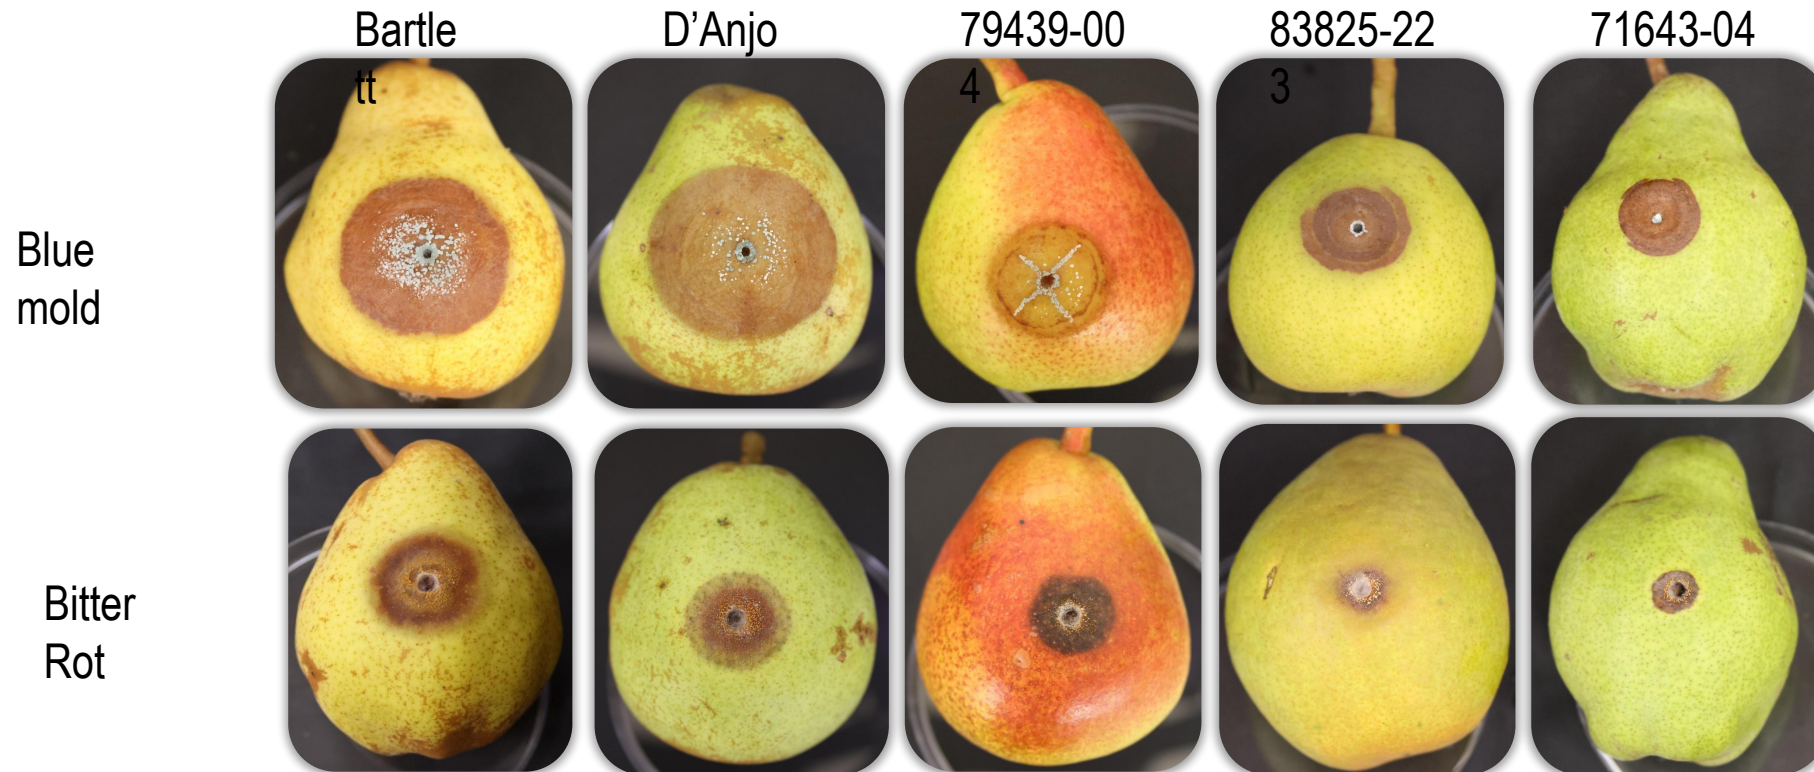 Bartle
tt
D’Anjo
79439-00
4
83825-22
3
71643-04
Blue
mold
Bitter
Rot